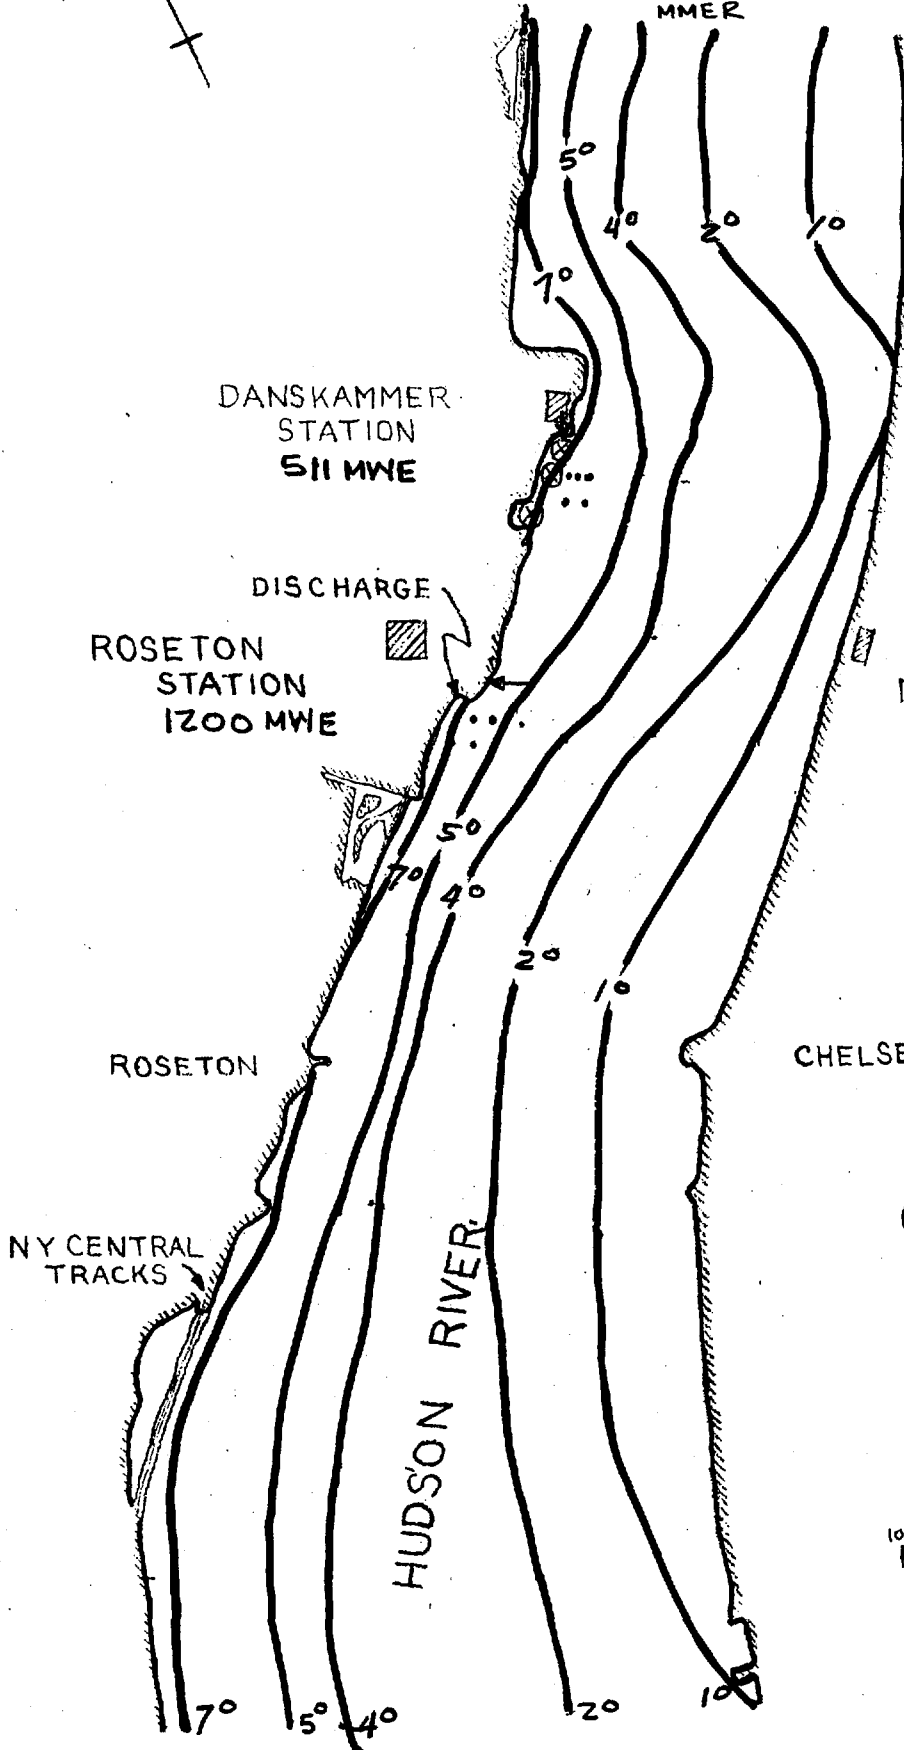 MMER
5°
4°
2°
1°
7°
DANSKAMMER
STATION
511 MWE
DISCHARGE
ROSETON
STATION
1200 MWE
5°
7°
4°
2°
1°
ROSETON
CHELSE
NY CENTRAL
TRACKS
HUDSON RIVER
10
7°
5°
4°
2°
1°